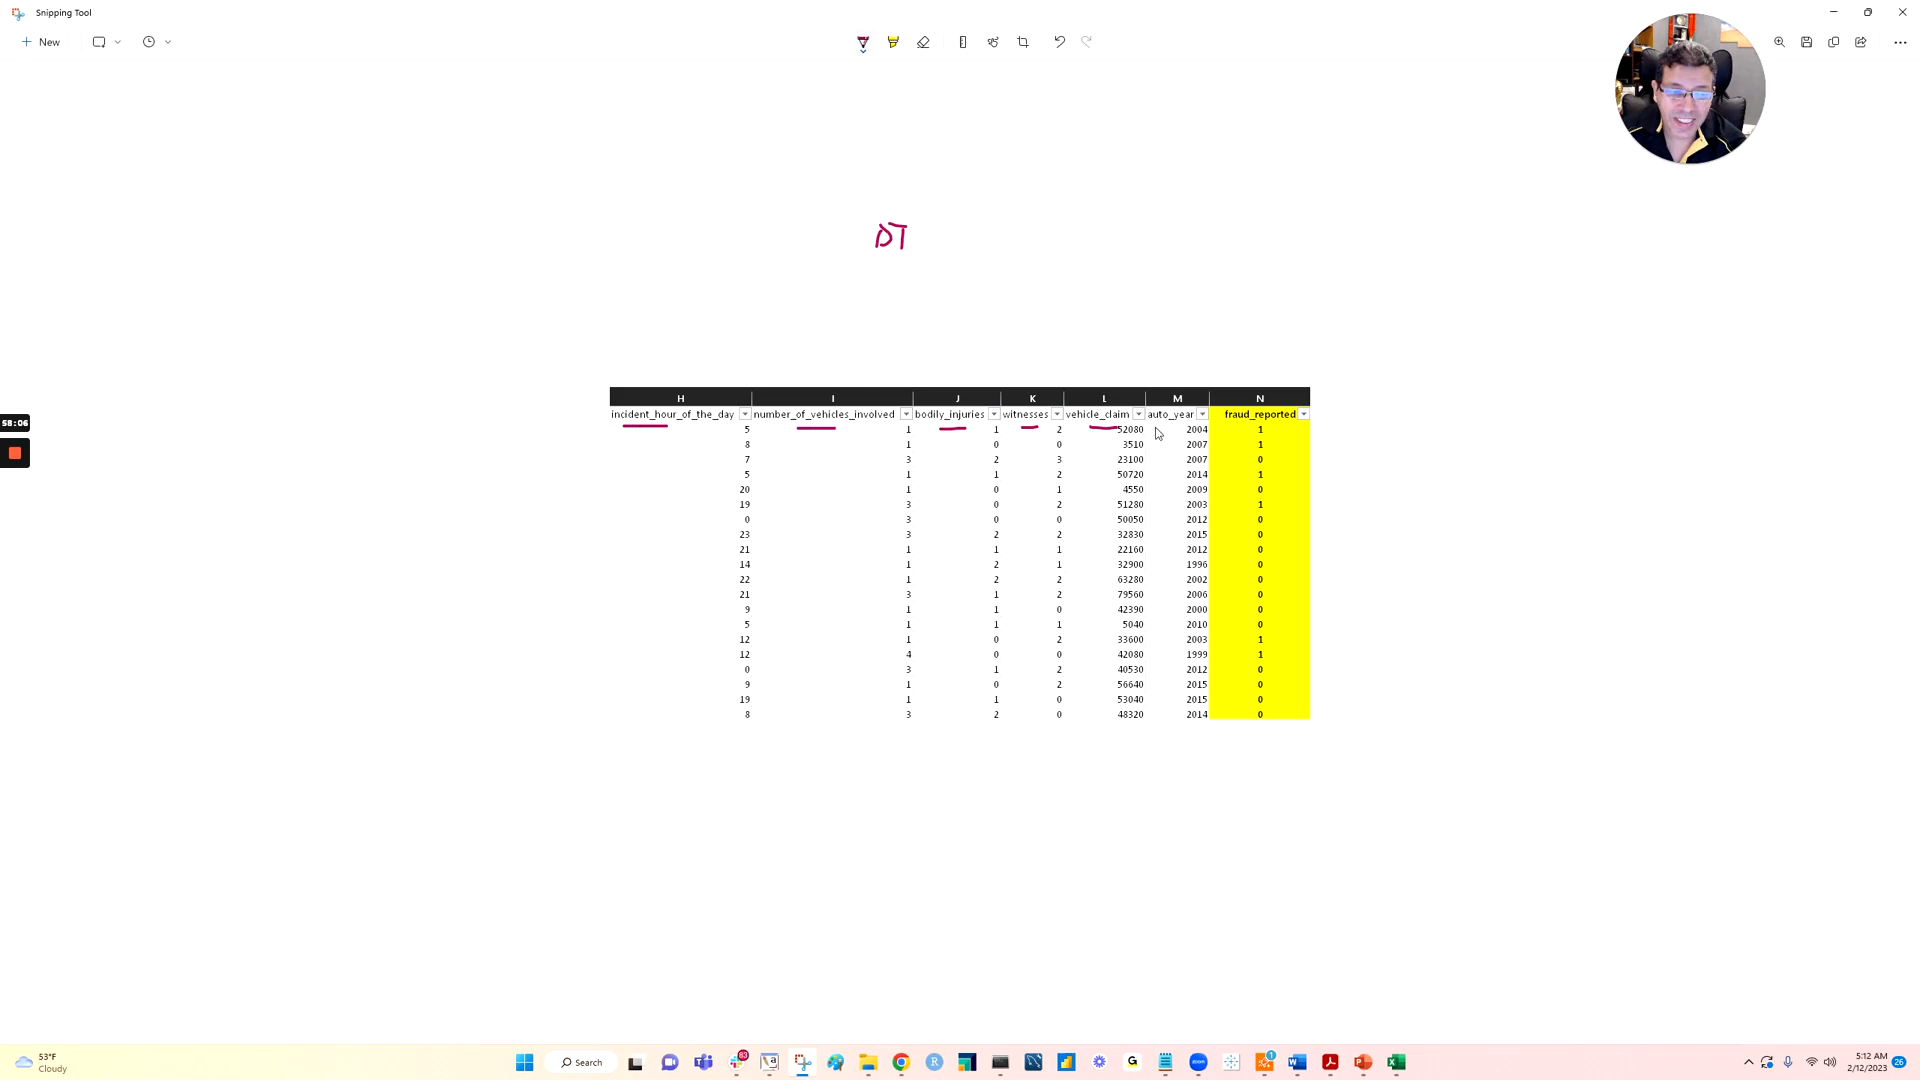 Snipping Tool
New
DT
H I J K L M N
incident_hour_of_the_day number_of_vehicles_involved bodily_injuries witnesses vehicle_claim auto_year fraud_reported
5 1 1 2 52080 2004 1
8 1 0 0 3510 2007 1
7 3 2 3 23100 2007 0
5 1 1 2 50720 2014 1
20 1 0 1 4550 2009 0
19 3 0 2 51280 2003 1
0 3 0 0 50050 2012 0
23 3 2 2 32830 2015 0
21 1 1 1 22160 2012 0
14 1 2 1 32900 1996 0
22 1 2 2 63280 2002 0
21 3 1 2 79560 2006 0
9 1 1 0 42390 2000 0
5 1 1 1 5040 2010 0
12 1 0 2 33600 2003 1
12 4 0 0 42080 1999 1
0 3 1 2 40530 2012 0
9 1 0 2 56640 2015 0
19 1 1 0 53040 2015 0
8 3 2 0 48320 2014 0
58:06
53°F
Cloudy
Search
83
1
5:12 AM
2/12/2023
26